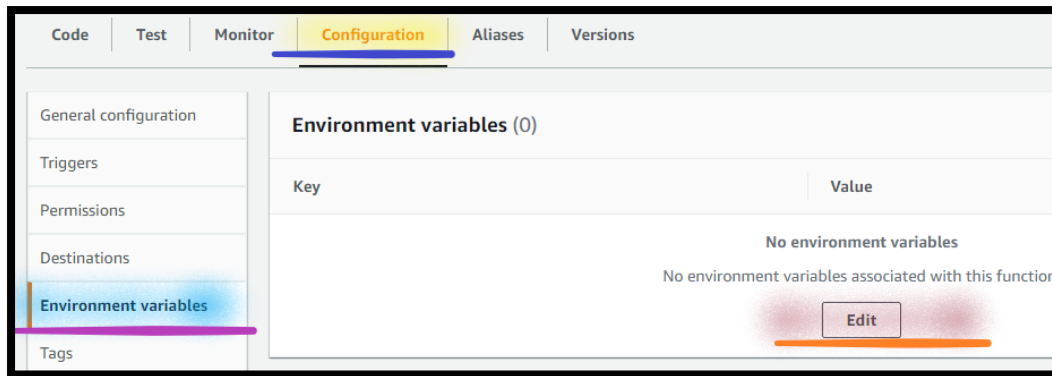 Code Test Monitor Configuration Aliases Versions
General configuration
Triggers
Permissions
Destinations
Environment variables
Tags
Environment variables (0)
Key Value
No environment variables
No environment variables associated with this function
Edit